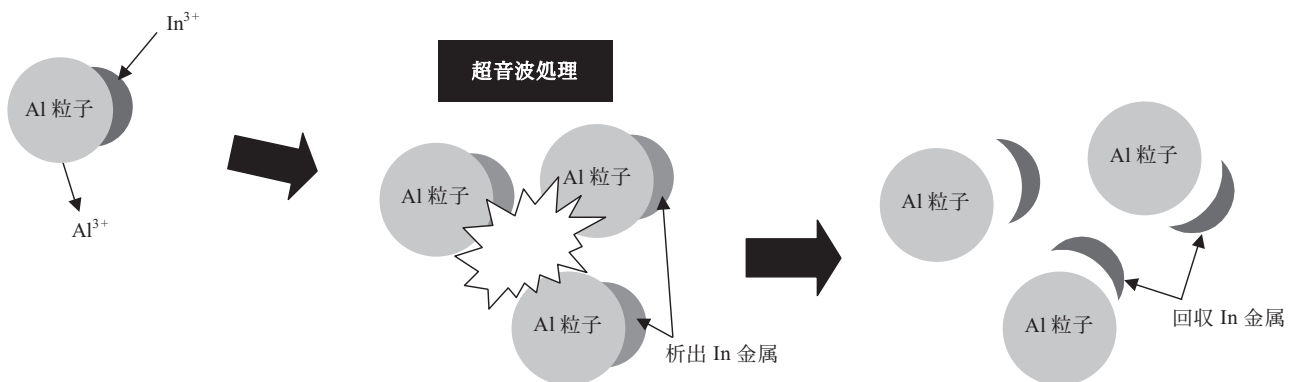 In³⁺
Al 粒子
Al³⁺
超音波処理
Al 粒子
Al 粒子
Al 粒子
析出 In 金属
Al 粒子
Al 粒子
Al 粒子
回収 In 金属